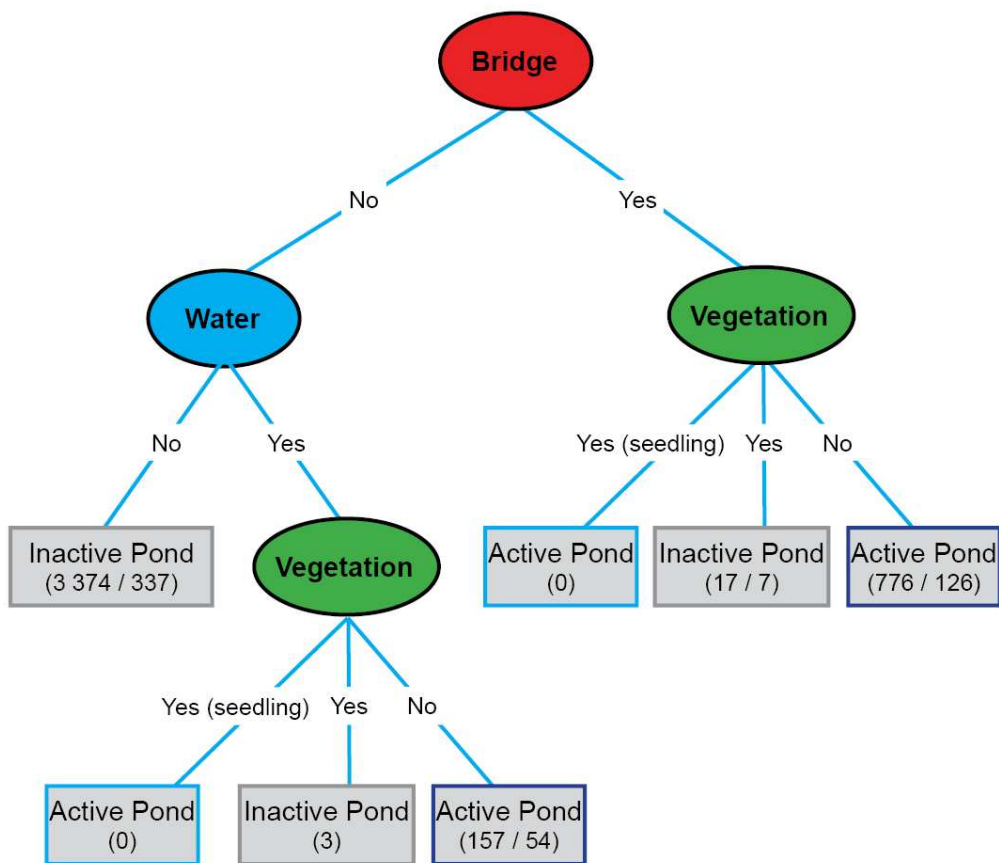 Bridge
No
Yes
Water
Vegetation
No
Yes
Yes (seedling)
Yes
No
Inactive Pond
(3 374 / 337)
Vegetation
Active Pond
(0)
Inactive Pond
(17 / 7)
Active Pond
(776 / 126)
Yes (seedling)
Yes
No
Active Pond
(0)
Inactive Pond
(3)
Active Pond
(157 / 54)